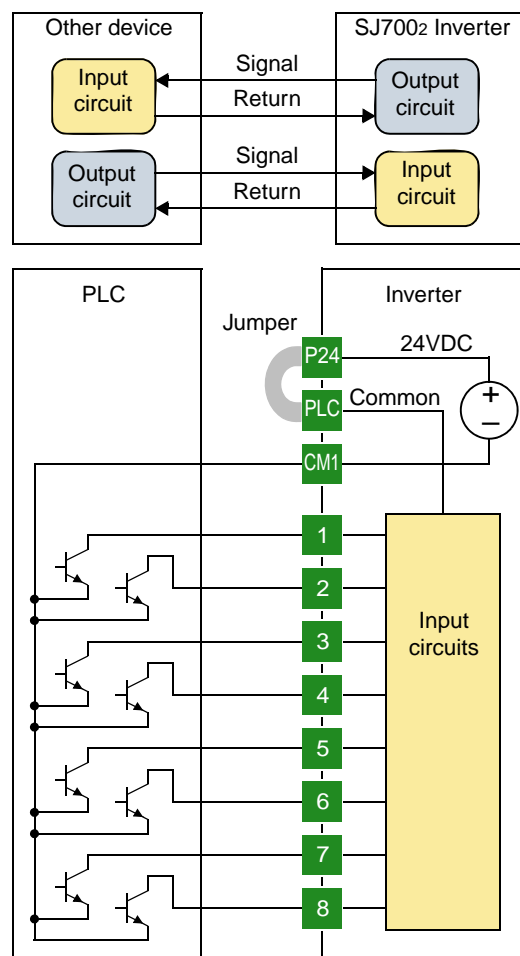 Other device
SJ7002 Inverter
Input
circuit
Signal
Return
Output
circuit
Output
circuit
Signal
Return
Input
circuit
PLC
Inverter
Jumper
P24
24VDC
PLC
Common
+
−
CM1
1
2
3
4
5
6
7
8
Input
circuits